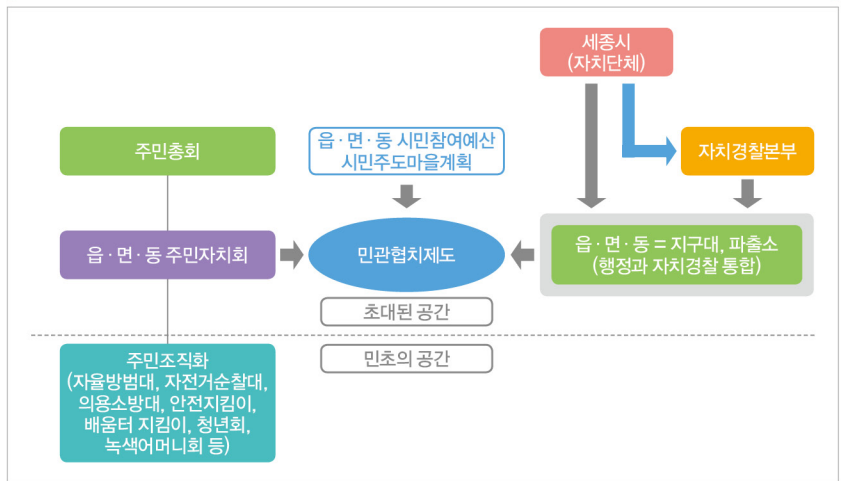 세종시
(자치단체)
주민총회
읍·면·동 시민참여예산
시민주도마을계획
자치경찰본부
읍·면·동 주민자치회
민관협치제도
읍·면·동 = 지구대, 파출소
(행정과 자치경찰 통합)
초대된 공간
민초의 공간
주민조직화
(자율방범대, 자전거순찰대,
의용소방대, 안전지킴이,
배움터 지킴이, 청년회,
녹색어머니회 등)